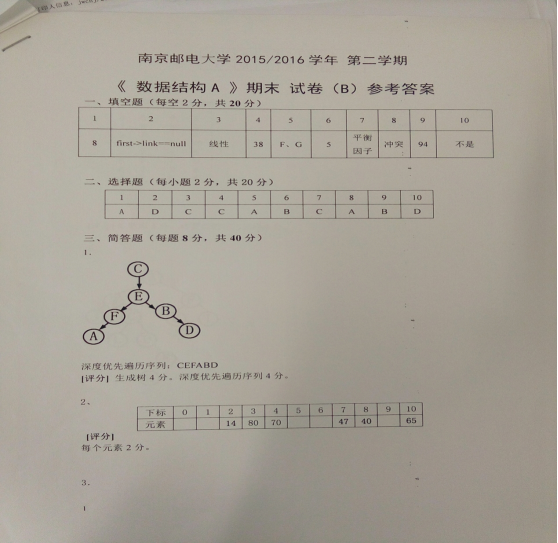 南京邮电大学 2015/2016 学年 第二学期
《 数据结构 A 》期末 试卷（B）参考答案
一、填空题（每空 2 分，共 20 分）
1 2 3 4 5 6 7 8 9 10
8 first->link==null 线性 38 F、G 5 平衡因子 冲突 94 不是
二、选择题（每小题 2 分，共 20 分）
1 2 3 4 5 6 7 8 9 10
A D C C A B C A B D
三、简答题（每题 8 分，共 40 分）
1.
C
E
F B
A D
深度优先遍历序列：CEFABD
[评分] 生成树 4 分。深度优先遍历序列 4 分。
2、
下标 0 1 2 3 4 5 6 7 8 9 10
元素 14 80 70 47 40 65
[评分]
每个元素 2 分。
3、